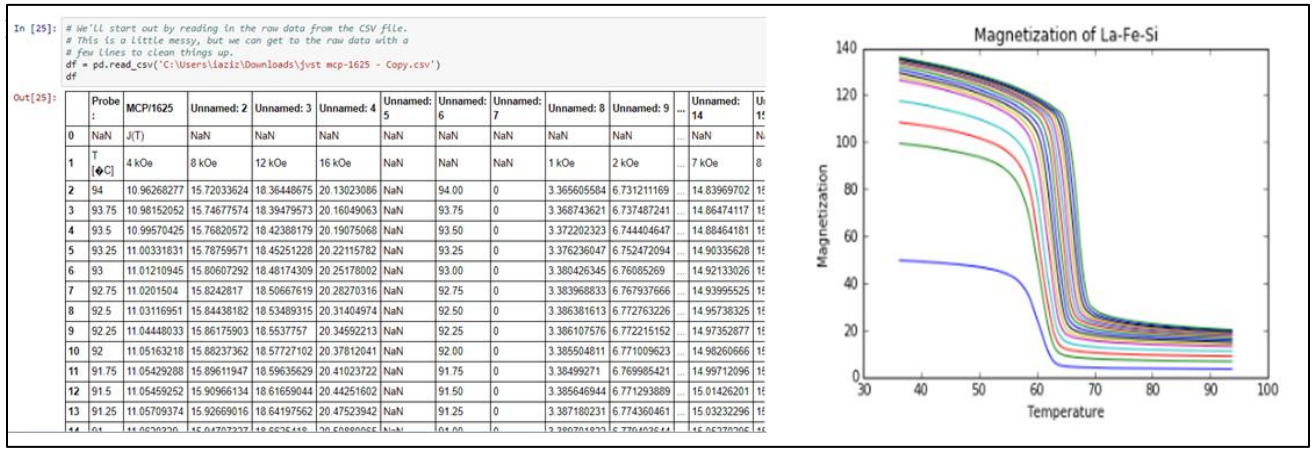 In [25]: # We'll start out by reading in the raw data from the CSV file.
# This is a little messy, but we can get to the raw data with a
# few lines to clean things up.
df = pd.read_csv('C:\Users\iaziz\Downloads\jvst mcp-1625 - Copy.csv')
df
Out[25]:
Probe : MCP/1625 Unnamed: 2 Unnamed: 3 Unnamed: 4 Unnamed: 5 Unnamed: 6 Unnamed: 7 Unnamed: 8 Unnamed: 9 ... Unnamed: 14
0 NaN J(T) NaN NaN NaN NaN NaN NaN NaN NaN ... NaN
1 T [�C] 4 kOe 8 kOe 12 kOe 16 kOe NaN NaN NaN 1 kOe 2 kOe ... 7 kOe 8
2 94 10.96268277 15.72033624 18.36448675 20.13023086 NaN 94.00 0 3.365605584 6.731211169 ... 14.83969702 15
3 93.75 10.98152052 15.74677574 18.39479573 20.16049063 NaN 93.75 0 3.368743621 6.737487241 ... 14.86474117 15
4 93.5 10.99570425 15.76820572 18.42388179 20.19075068 NaN 93.50 0 3.372202323 6.744404647 ... 14.88464181 15
5 93.25 11.00331831 15.78759571 18.45251228 20.22115782 NaN 93.25 0 3.376236047 6.752472094 ... 14.90335628 15
6 93 11.01210945 15.80607292 18.48174309 20.25178002 NaN 93.00 0 3.380426345 6.76085269 ... 14.92133026 15
7 92.75 11.0201504 15.8242817 18.50667619 20.28270316 NaN 92.75 0 3.383968833 6.767937666 ... 14.93995525 15
8 92.5 11.03116951 15.84438182 18.53489315 20.31404974 NaN 92.50 0 3.386381613 6.772763226 ... 14.95738325 15
9 92.25 11.04448033 15.86175903 18.5537757 20.34592213 NaN 92.25 0 3.386107576 6.772215152 ... 14.97352877 15
10 92 11.05163218 15.88237362 18.57727102 20.37812041 NaN 92.00 0 3.385504811 6.771009623 ... 14.98260666 15
11 91.75 11.05429288 15.89611947 18.59635629 20.41023722 NaN 91.75 0 3.38499271 6.769985421 ... 14.99712096 15
12 91.5 11.05459252 15.90966134 18.61659044 20.44251602 NaN 91.50 0 3.385646944 6.771293889 ... 15.01426201 15
13 91.25 11.05709374 15.92669016 18.64197562 20.47523942 NaN 91.25 0 3.387180231 6.774360461 ... 15.03232296 15
Magnetization of La-Fe-Si
140
120
100
80
60
40
20
0
Magnetization
30 40 50 60 70 80 90 100
Temperature